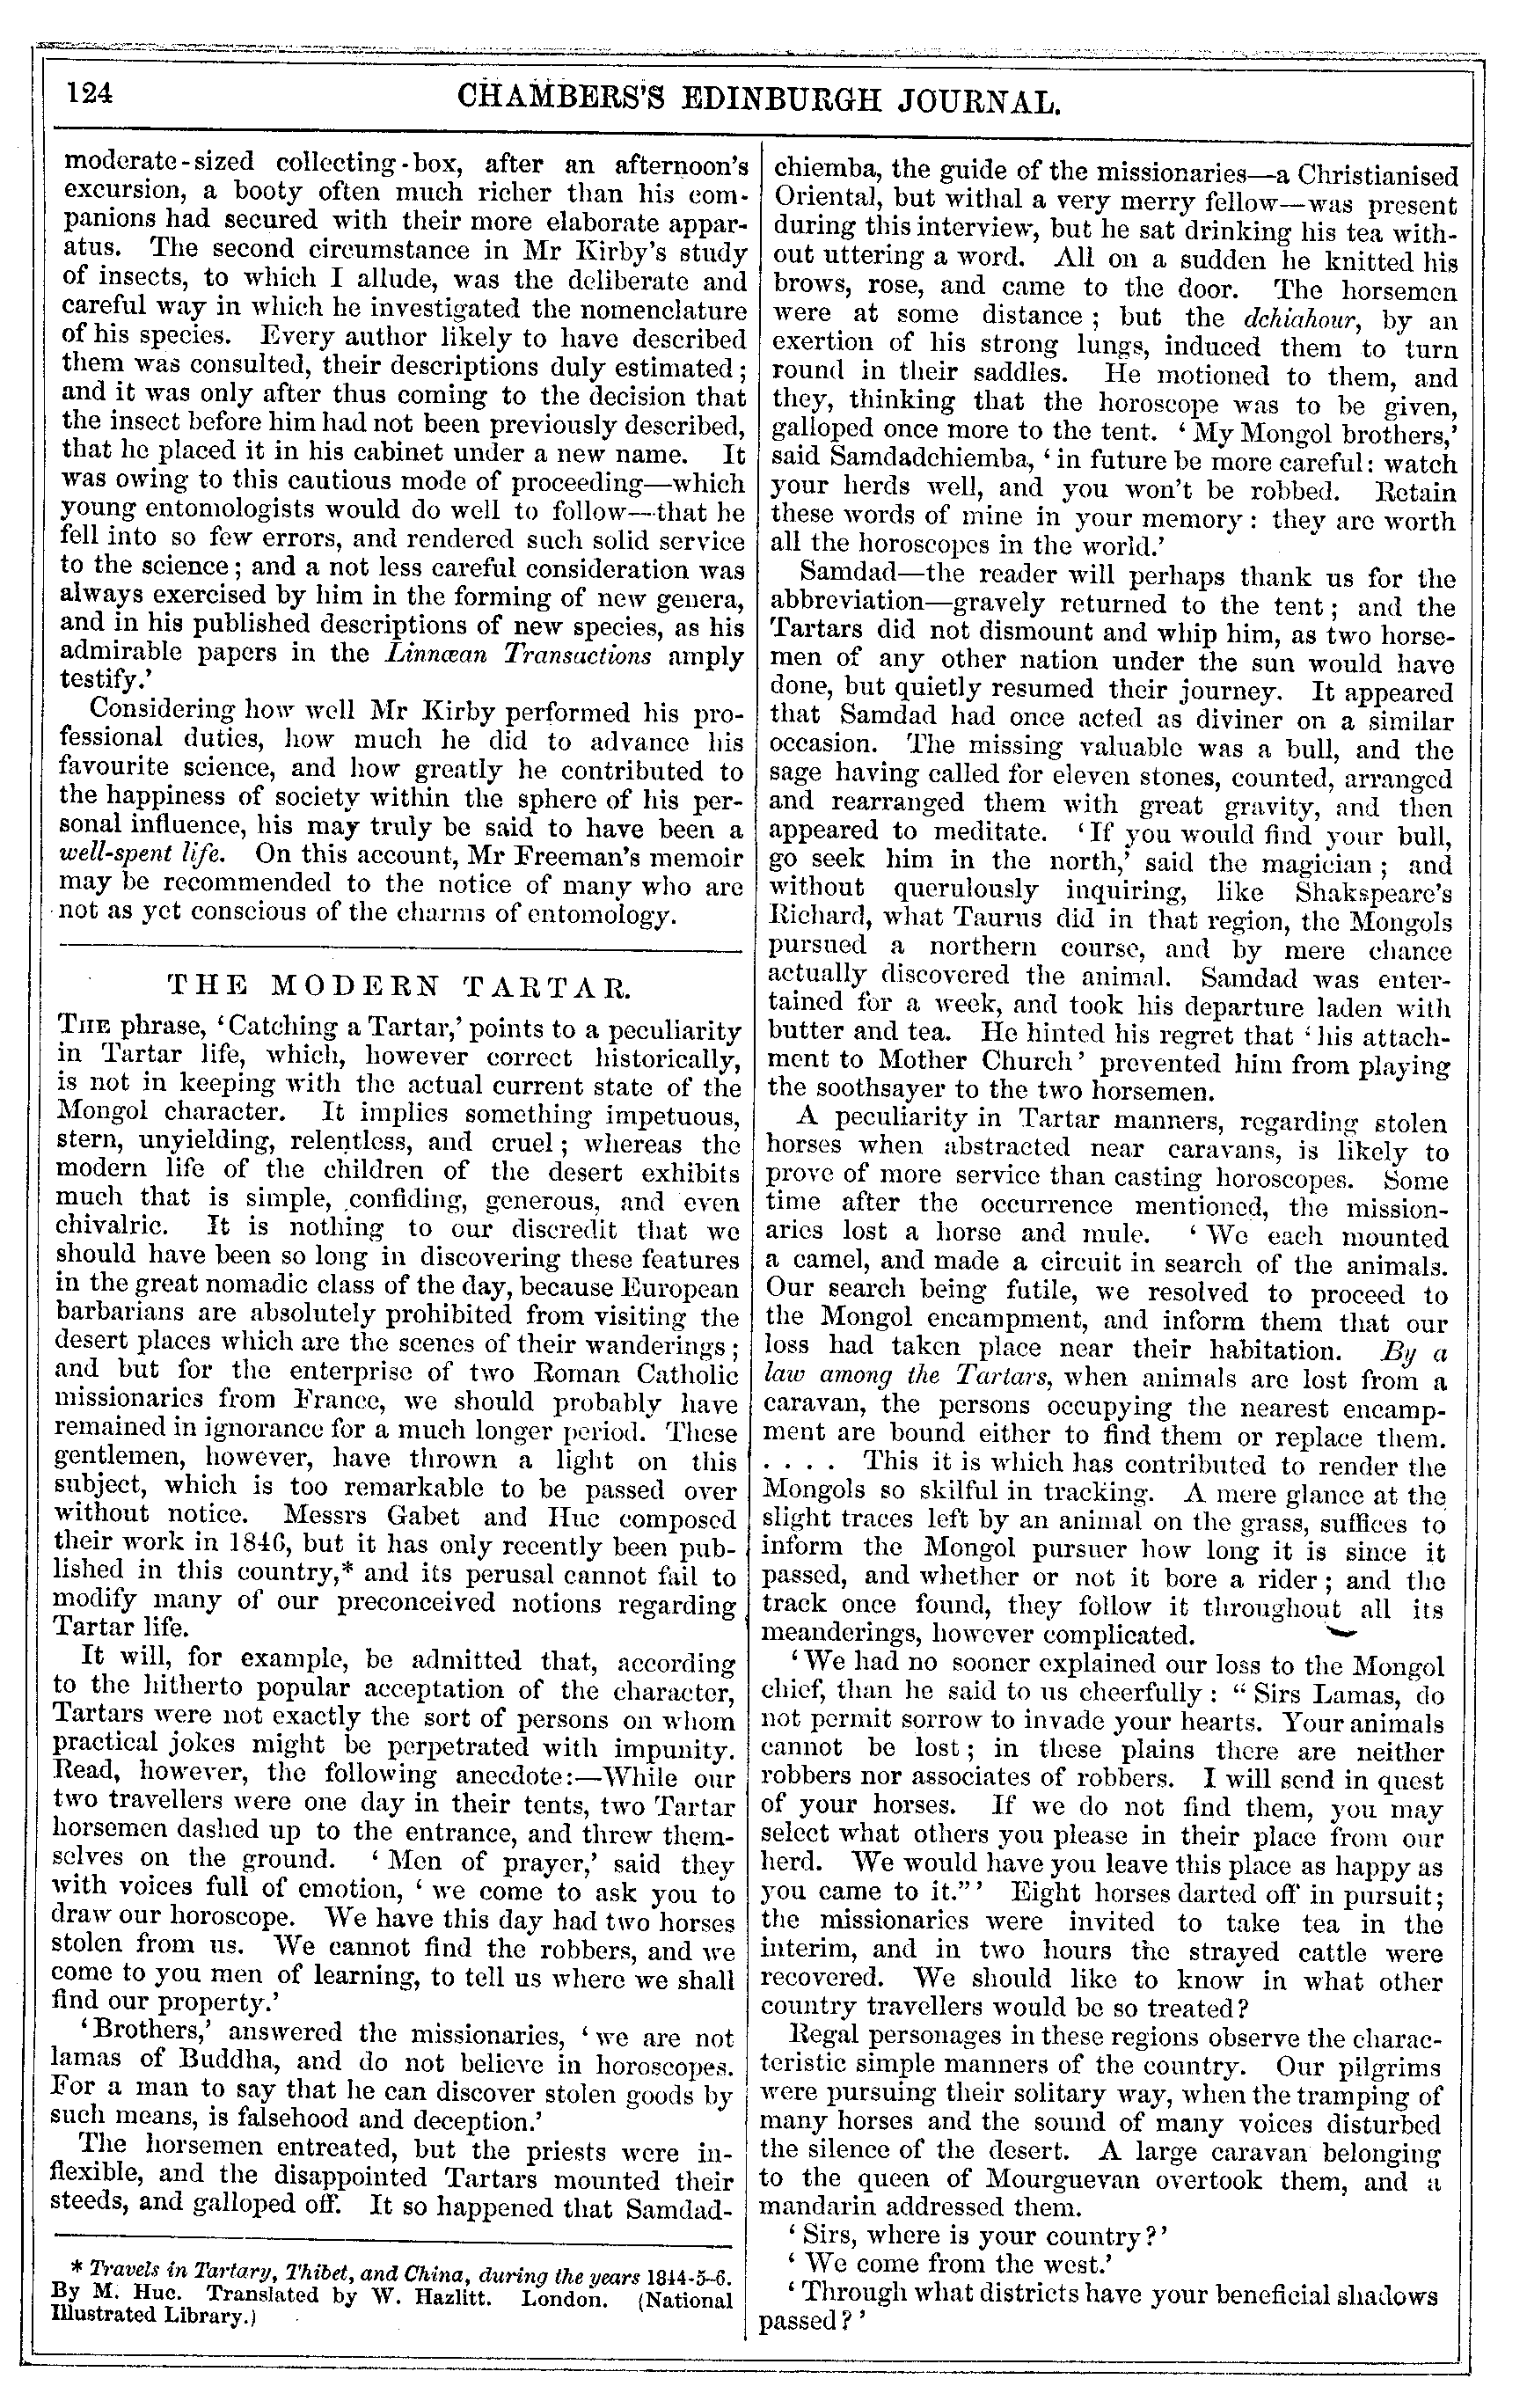 124
CHAMBERS'S EDINBURGH JOURNAL.
moderate-sized collecting-box, after an afternoon's
excursion, a booty often much richer than his com-
panions had secured with their more elaborate appar-
atus. The second circumstance in Mr Kirby's study
of insects, to which I allude, was the deliberate and
careful way in which he investigated the nomenclature
of his species. Every author likely to have described
them was consulted, their descriptions duly estimated;
and it was only after thus coming to the decision that
the insect before him had not been previously described,
that he placed it in his cabinet under a new name. It
was owing to this cautious mode of proceeding—which
young entomologists would do well to follow—that he
fell into so few errors, and rendered such solid service
to the science; and a not less careful consideration was
always exercised by him in the forming of new genera,
and in his published descriptions of new species, as his
admirable papers in the Linnœan Transactions amply
testify.'
Considering how well Mr Kirby performed his pro-
fessional duties, how much he did to advance his
favourite science, and how greatly he contributed to
the happiness of society within the sphere of his per-
sonal influence, his may truly be said to have been a
well-spent life. On this account, Mr Freeman's memoir
may be recommended to the notice of many who are
not as yet conscious of the charms of entomology.
THE MODERN TARTAR.
THE phrase, 'Catching a Tartar,' points to a peculiarity
in Tartar life, which, however correct historically,
is not in keeping with the actual current state of the
Mongol character. It implies something impetuous,
stern, unyielding, relentless, and cruel; whereas the
modern life of the children of the desert exhibits
much that is simple, confiding, generous, and even
chivalric. It is nothing to our discredit that we
should have been so long in discovering these features
in the great nomadic class of the day, because European
barbarians are absolutely prohibited from visiting the
desert places which are the scenes of their wanderings;
and but for the enterprise of two Roman Catholic
missionaries from France, we should probably have
remained in ignorance for a much longer period. These
gentlemen, however, have thrown a light on this
subject, which is too remarkable to be passed over
without notice. Messrs Gabet and Huc composed
their work in 1846, but it has only recently been pub-
lished in this country,* and its perusal cannot fail to
modify many of our preconceived notions regarding
Tartar life.
It will, for example, be admitted that, according
to the hitherto popular acceptation of the character,
Tartars were not exactly the sort of persons on whom
practical jokes might be perpetrated with impunity.
Read, however, the following anecdote:—While our
two travellers were one day in their tents, two Tartar
horsemen dashed up to the entrance, and threw them-
selves on the ground. 'Men of prayer,' said they
with voices full of emotion, 'we come to ask you to
draw our horoscope. We have this day had two horses
stolen from us. We cannot find the robbers, and we
come to you men of learning, to tell us where we shall
find our property.'
'Brothers,' answered the missionaries, 'we are not
lamas of Buddha, and do not believe in horoscopes.
For a man to say that he can discover stolen goods by
such means, is falsehood and deception.'
The horsemen entreated, but the priests were in-
flexible, and the disappointed Tartars mounted their
steeds, and galloped off. It so happened that Samdad-
* Travels in Tartary, Thibet, and China, during the years 1844-5-6.
By M. Huc. Translated by W. Hazlitt. London. (National
Illustrated Library.)
chiemba, the guide of the missionaries—a Christianised
Oriental, but withal a very merry fellow—was present
during this interview, but he sat drinking his tea with-
out uttering a word. All on a sudden he knitted his
brows, rose, and came to the door. The horsemen
were at some distance; but the dchiahour, by an
exertion of his strong lungs, induced them to turn
round in their saddles. He motioned to them, and
they, thinking that the horoscope was to be given,
galloped once more to the tent. 'My Mongol brothers,'
said Samdadchiemba, 'in future be more careful: watch
your herds well, and you won't be robbed. Retain
these words of mine in your memory: they are worth
all the horoscopes in the world.'
Samdad—the reader will perhaps thank us for the
abbreviation—gravely returned to the tent; and the
Tartars did not dismount and whip him, as two horse-
men of any other nation under the sun would have
done, but quietly resumed their journey. It appeared
that Samdad had once acted as diviner on a similar
occasion. The missing valuable was a bull, and the
sage having called for eleven stones, counted, arranged
and rearranged them with great gravity, and then
appeared to meditate. 'If you would find your bull,
go seek him in the north,' said the magician; and
without querulously inquiring, like Shakspeare's
Richard, what Taurus did in that region, the Mongols
pursued a northern course, and by mere chance
actually discovered the animal. Samdad was enter-
tained for a week, and took his departure laden with
butter and tea. He hinted his regret that 'his attach-
ment to Mother Church' prevented him from playing
the soothsayer to the two horsemen.
A peculiarity in Tartar manners, regarding stolen
horses when abstracted near caravans, is likely to
prove of more service than casting horoscopes. Some
time after the occurrence mentioned, the mission-
aries lost a horse and mule. 'We each mounted
a camel, and made a circuit in search of the animals.
Our search being futile, we resolved to proceed to
the Mongol encampment, and inform them that our
loss had taken place near their habitation. By a
law among the Tartars, when animals are lost from a
caravan, the persons occupying the nearest encamp-
ment are bound either to find them or replace them.
. . . . This it is which has contributed to render the
Mongols so skilful in tracking. A mere glance at the
slight traces left by an animal on the grass, suffices to
inform the Mongol pursuer how long it is since it
passed, and whether or not it bore a rider; and the
track once found, they follow it throughout all its
meanderings, however complicated.
'We had no sooner explained our loss to the Mongol
chief, than he said to us cheerfully: "Sirs Lamas, do
not permit sorrow to invade your hearts. Your animals
cannot be lost; in these plains there are neither
robbers nor associates of robbers. I will send in quest
of your horses. If we do not find them, you may
select what others you please in their place from our
herd. We would have you leave this place as happy as
you came to it."' Eight horses darted off in pursuit;
the missionaries were invited to take tea in the
interim, and in two hours the strayed cattle were
recovered. We should like to know in what other
country travellers would be so treated?
Regal personages in these regions observe the charac-
teristic simple manners of the country. Our pilgrims
were pursuing their solitary way, when the tramping of
many horses and the sound of many voices disturbed
the silence of the desert. A large caravan belonging
to the queen of Mourguevan overtook them, and a
mandarin addressed them.
'Sirs, where is your country?'
'We come from the west.'
'Through what districts have your beneficial shadows
passed?'